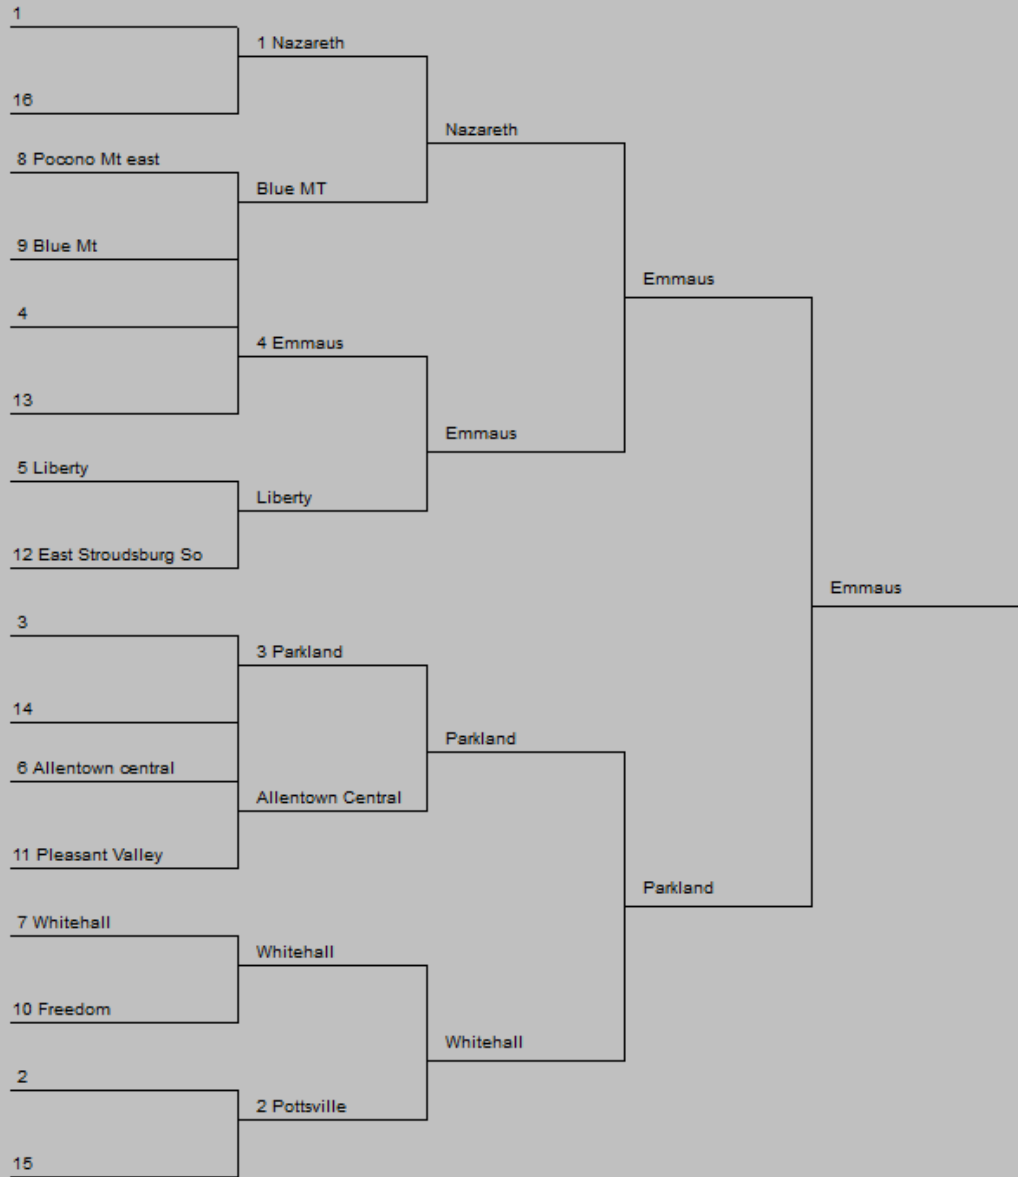 1
1 Nazareth
16
Nazareth
8 Pocono Mt east
Blue MT
9 Blue Mt
Emmaus
4
4 Emmaus
13
Emmaus
5 Liberty
Liberty
12 East Stroudsburg So
Emmaus
3
3 Parkland
14
Parkland
6 Allentown central
Allentown Central
11 Pleasant Valley
Parkland
7 Whitehall
Whitehall
10 Freedom
Whitehall
2
2 Pottsville
15